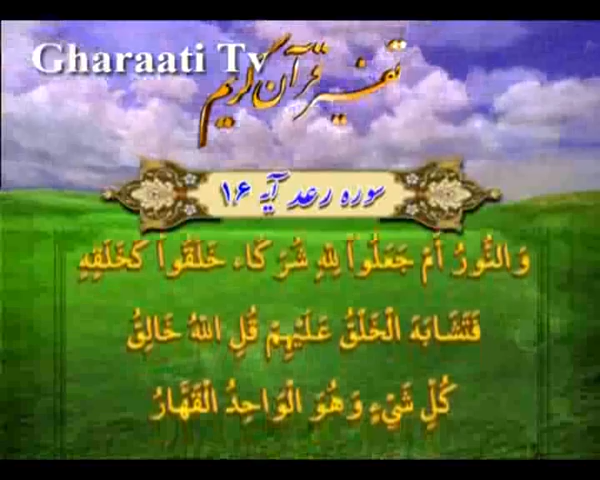 Gharaati Tv
تفسیر قرآن کریم
سوره رعد آیه ۱۶
وَالنُّورُ أَمْ جَعَلُواْ لِلّهِ شُرَكَاء خَلَقُواْ كَخَلْقِهِ
فَتَشَابَهَ الْخَلْقُ عَلَيْهِمْ قُلِ اللّهُ خَالِقُ
كُلِّ شَيْءٍ وَهُوَ الْوَاحِدُ الْقَهَّارُ